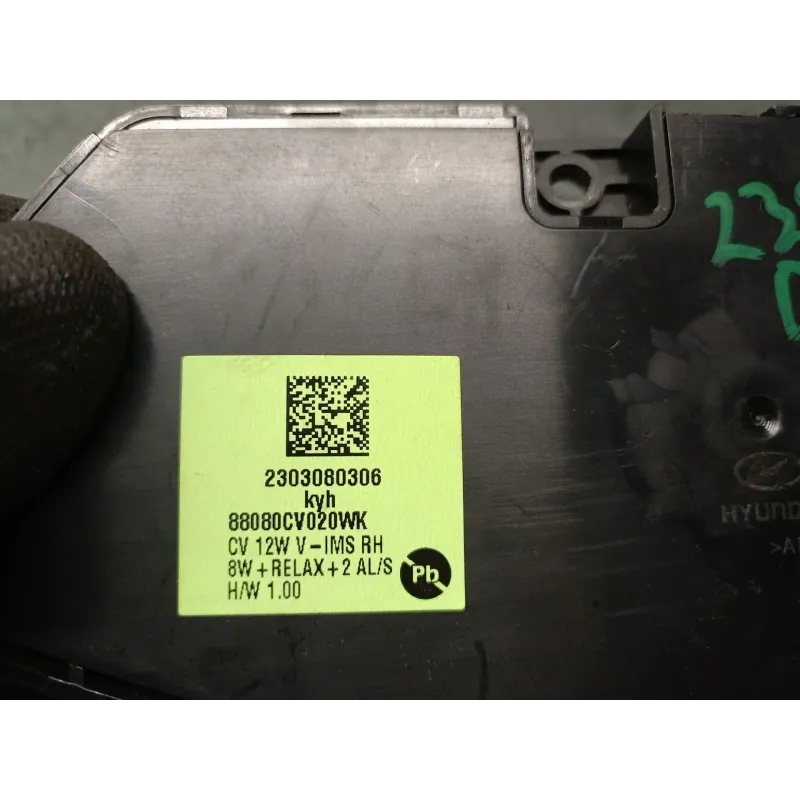 2303080306
kyh
88080CV020WK
CV 12W V-IMS RH
8W+RELAX+2 AL/S
H/W 1.00
Pb
HYUND